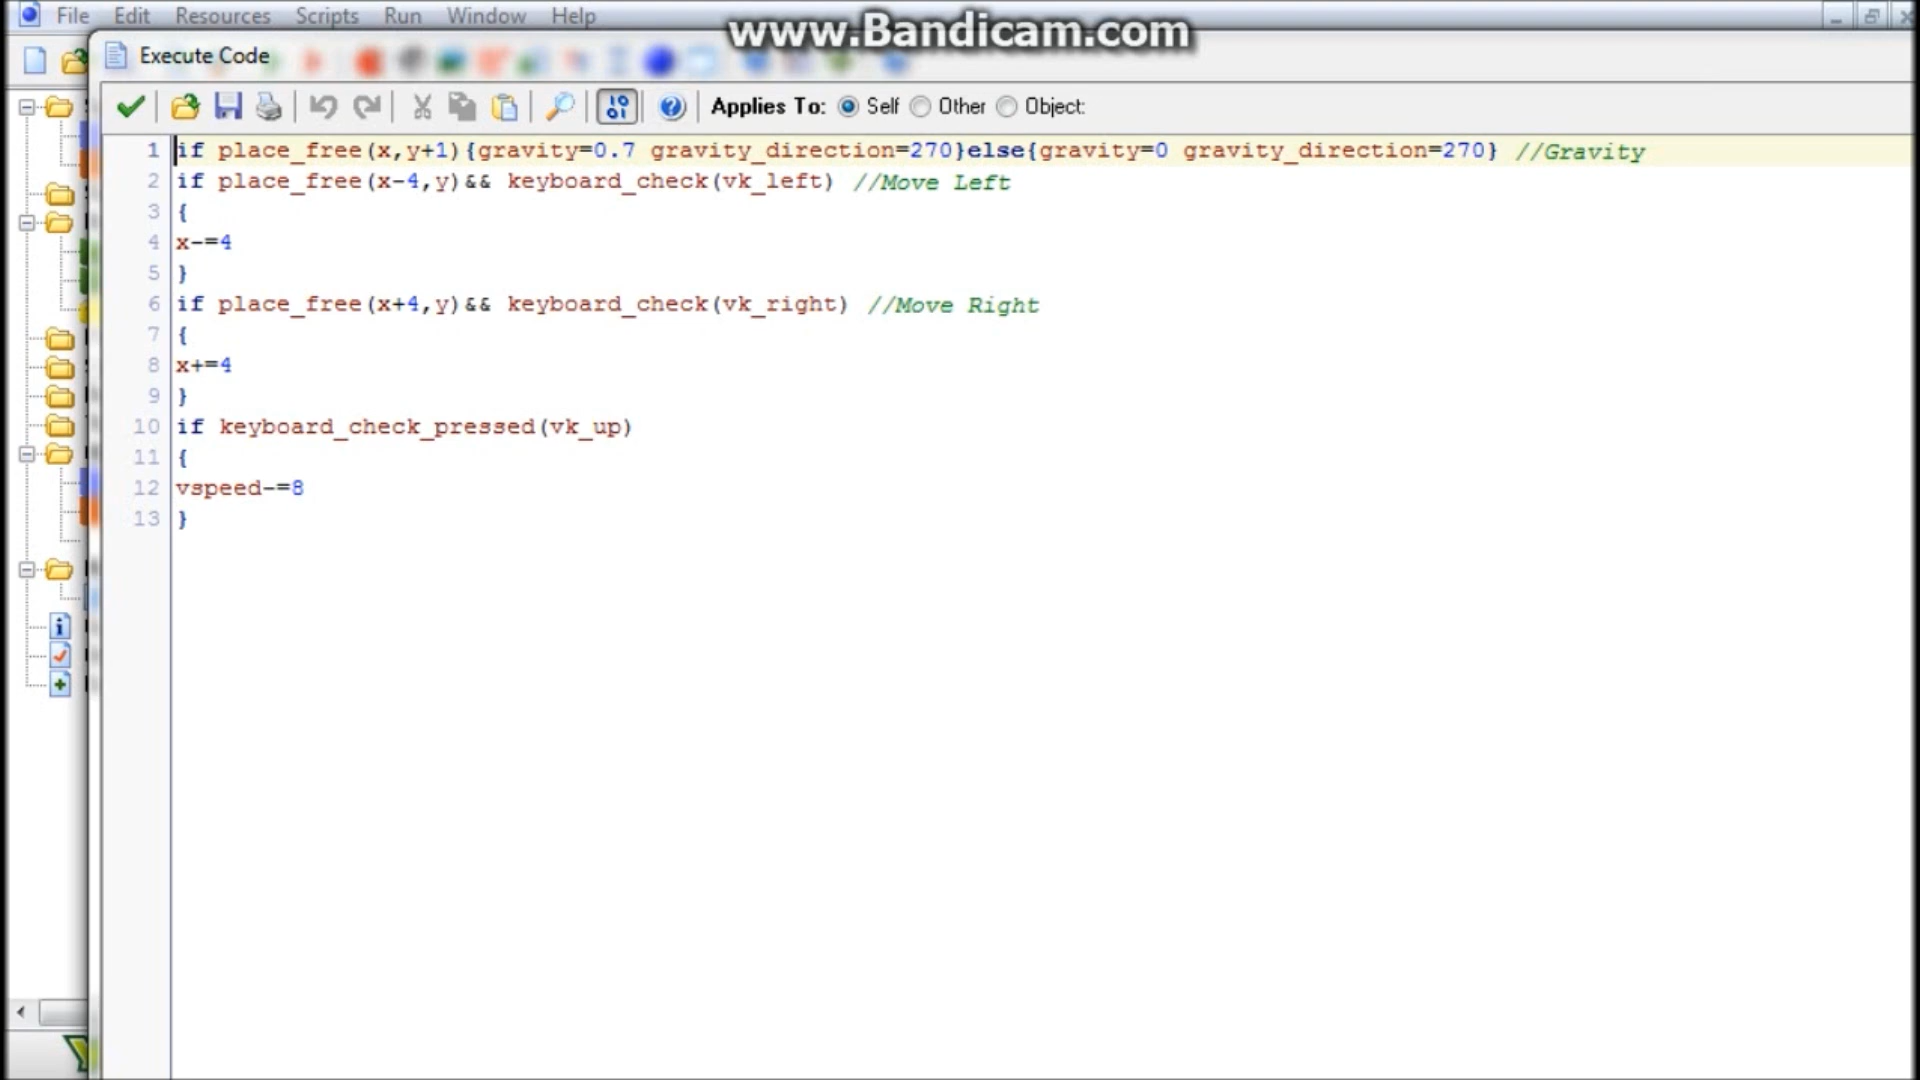 File Edit Resources Scripts Run Window Help
www.Bandicam.com
Execute Code
Applies To: Self Other Object:
1 if place_free(x,y+1){gravity=0.7 gravity_direction=270}else{gravity=0 gravity_direction=270} //Gravity
2 if place_free(x-4,y)&& keyboard_check(vk_left) //Move Left
3 {
4 x-=4
5 }
6 if place_free(x+4,y)&& keyboard_check(vk_right) //Move Right
7 {
8 x+=4
9 }
10 if keyboard_check_pressed(vk_up)
11 {
12 vspeed-=8
13 }